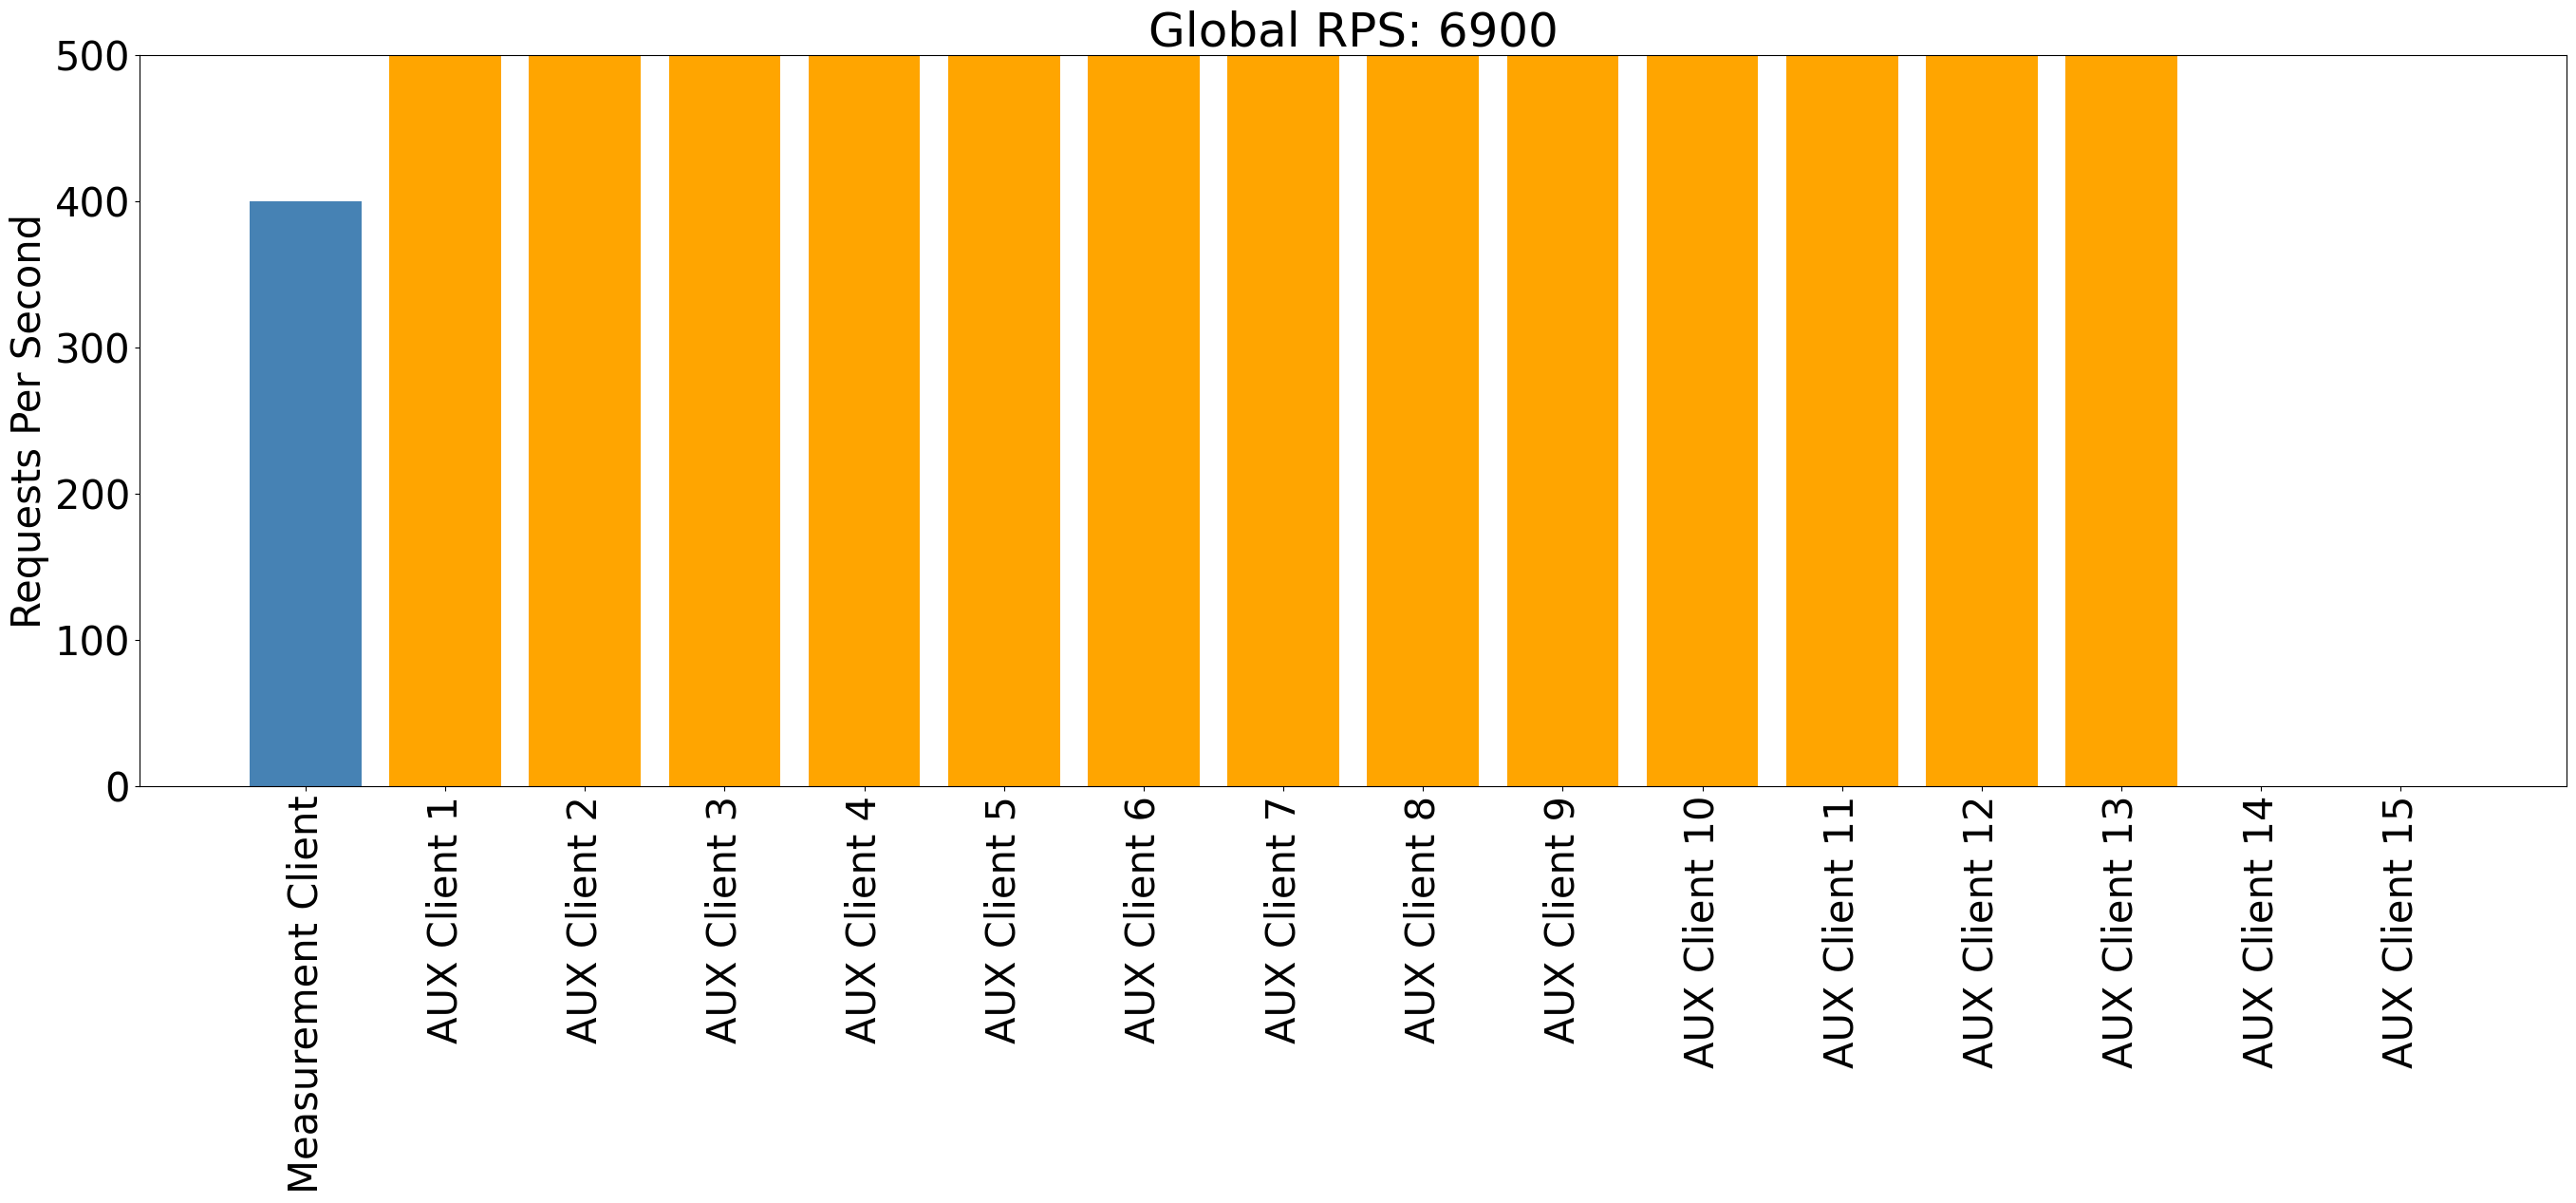 Global RPS: 6900
Requests Per Second
500
400
300
200
100
0
Measurement Client
AUX Client 1
AUX Client 2
AUX Client 3
AUX Client 4
AUX Client 5
AUX Client 6
AUX Client 7
AUX Client 8
AUX Client 9
AUX Client 10
AUX Client 11
AUX Client 12
AUX Client 13
AUX Client 14
AUX Client 15